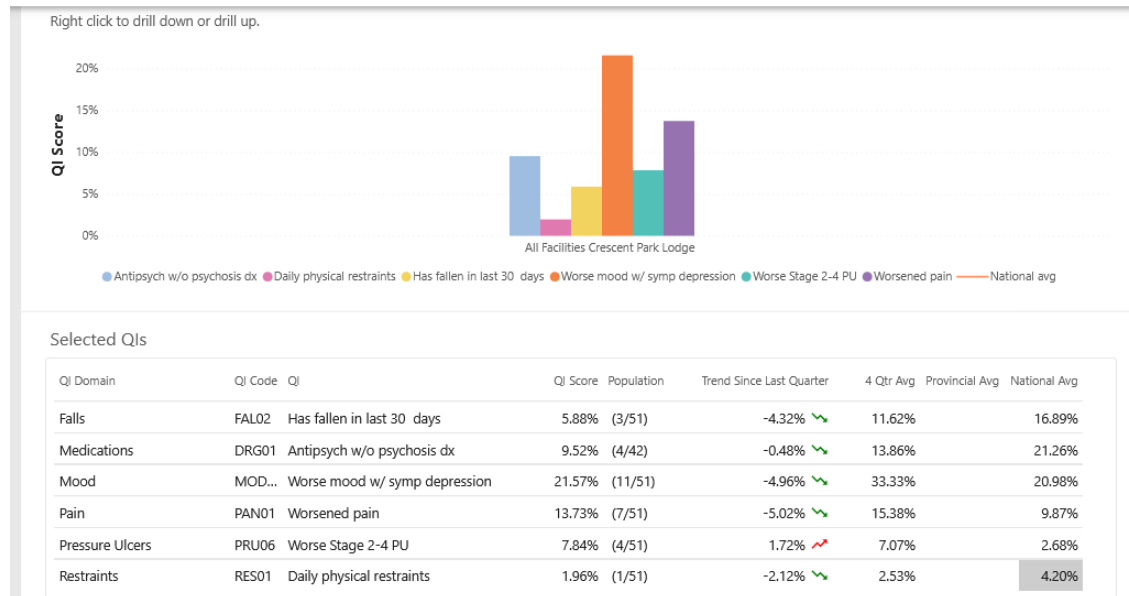 Right click to drill down or drill up.
20%
15%
10%
5%
0%
QI Score
All Facilities Crescent Park Lodge
Antipsych w/o psychosis dx Daily physical restraints Has fallen in last 30 days Worse mood w/ symp depression Worse Stage 2-4 PU Worsened pain National avg
Selected QIs
QI Domain QI Code QI QI Score Population Trend Since Last Quarter 4 Qtr Avg Provincial Avg National Avg
Falls FAL02 Has fallen in last 30 days 5.88% (3/51) -4.32% 11.62% 16.89%
Medications DRG01 Antipsych w/o psychosis dx 9.52% (4/42) -0.48% 13.86% 21.26%
Mood MOD... Worse mood w/ symp depression 21.57% (11/51) -4.96% 33.33% 20.98%
Pain PAN01 Worsened pain 13.73% (7/51) -5.02% 15.38% 9.87%
Pressure Ulcers PRU06 Worse Stage 2-4 PU 7.84% (4/51) 1.72% 7.07% 2.68%
Restraints RES01 Daily physical restraints 1.96% (1/51) -2.12% 2.53% 4.20%